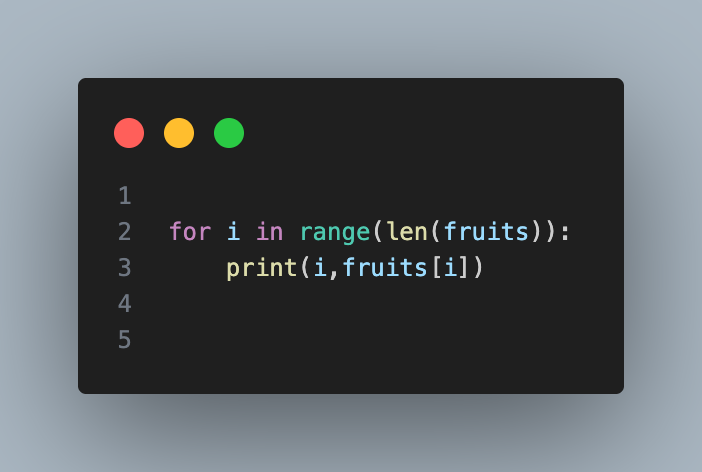 1
2 for i in range(len(fruits)):
3     print(i,fruits[i])
4
5